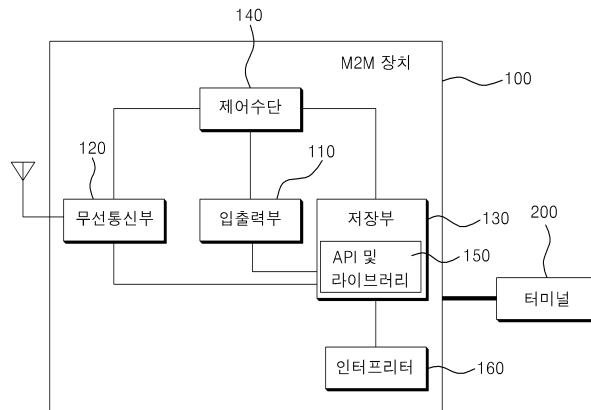 140
M2M 장치
제어수단
100
120
110
무선통신부
입출력부
저장부
130
200
API 및
라이브러리
150
터미널
인터프리터
160